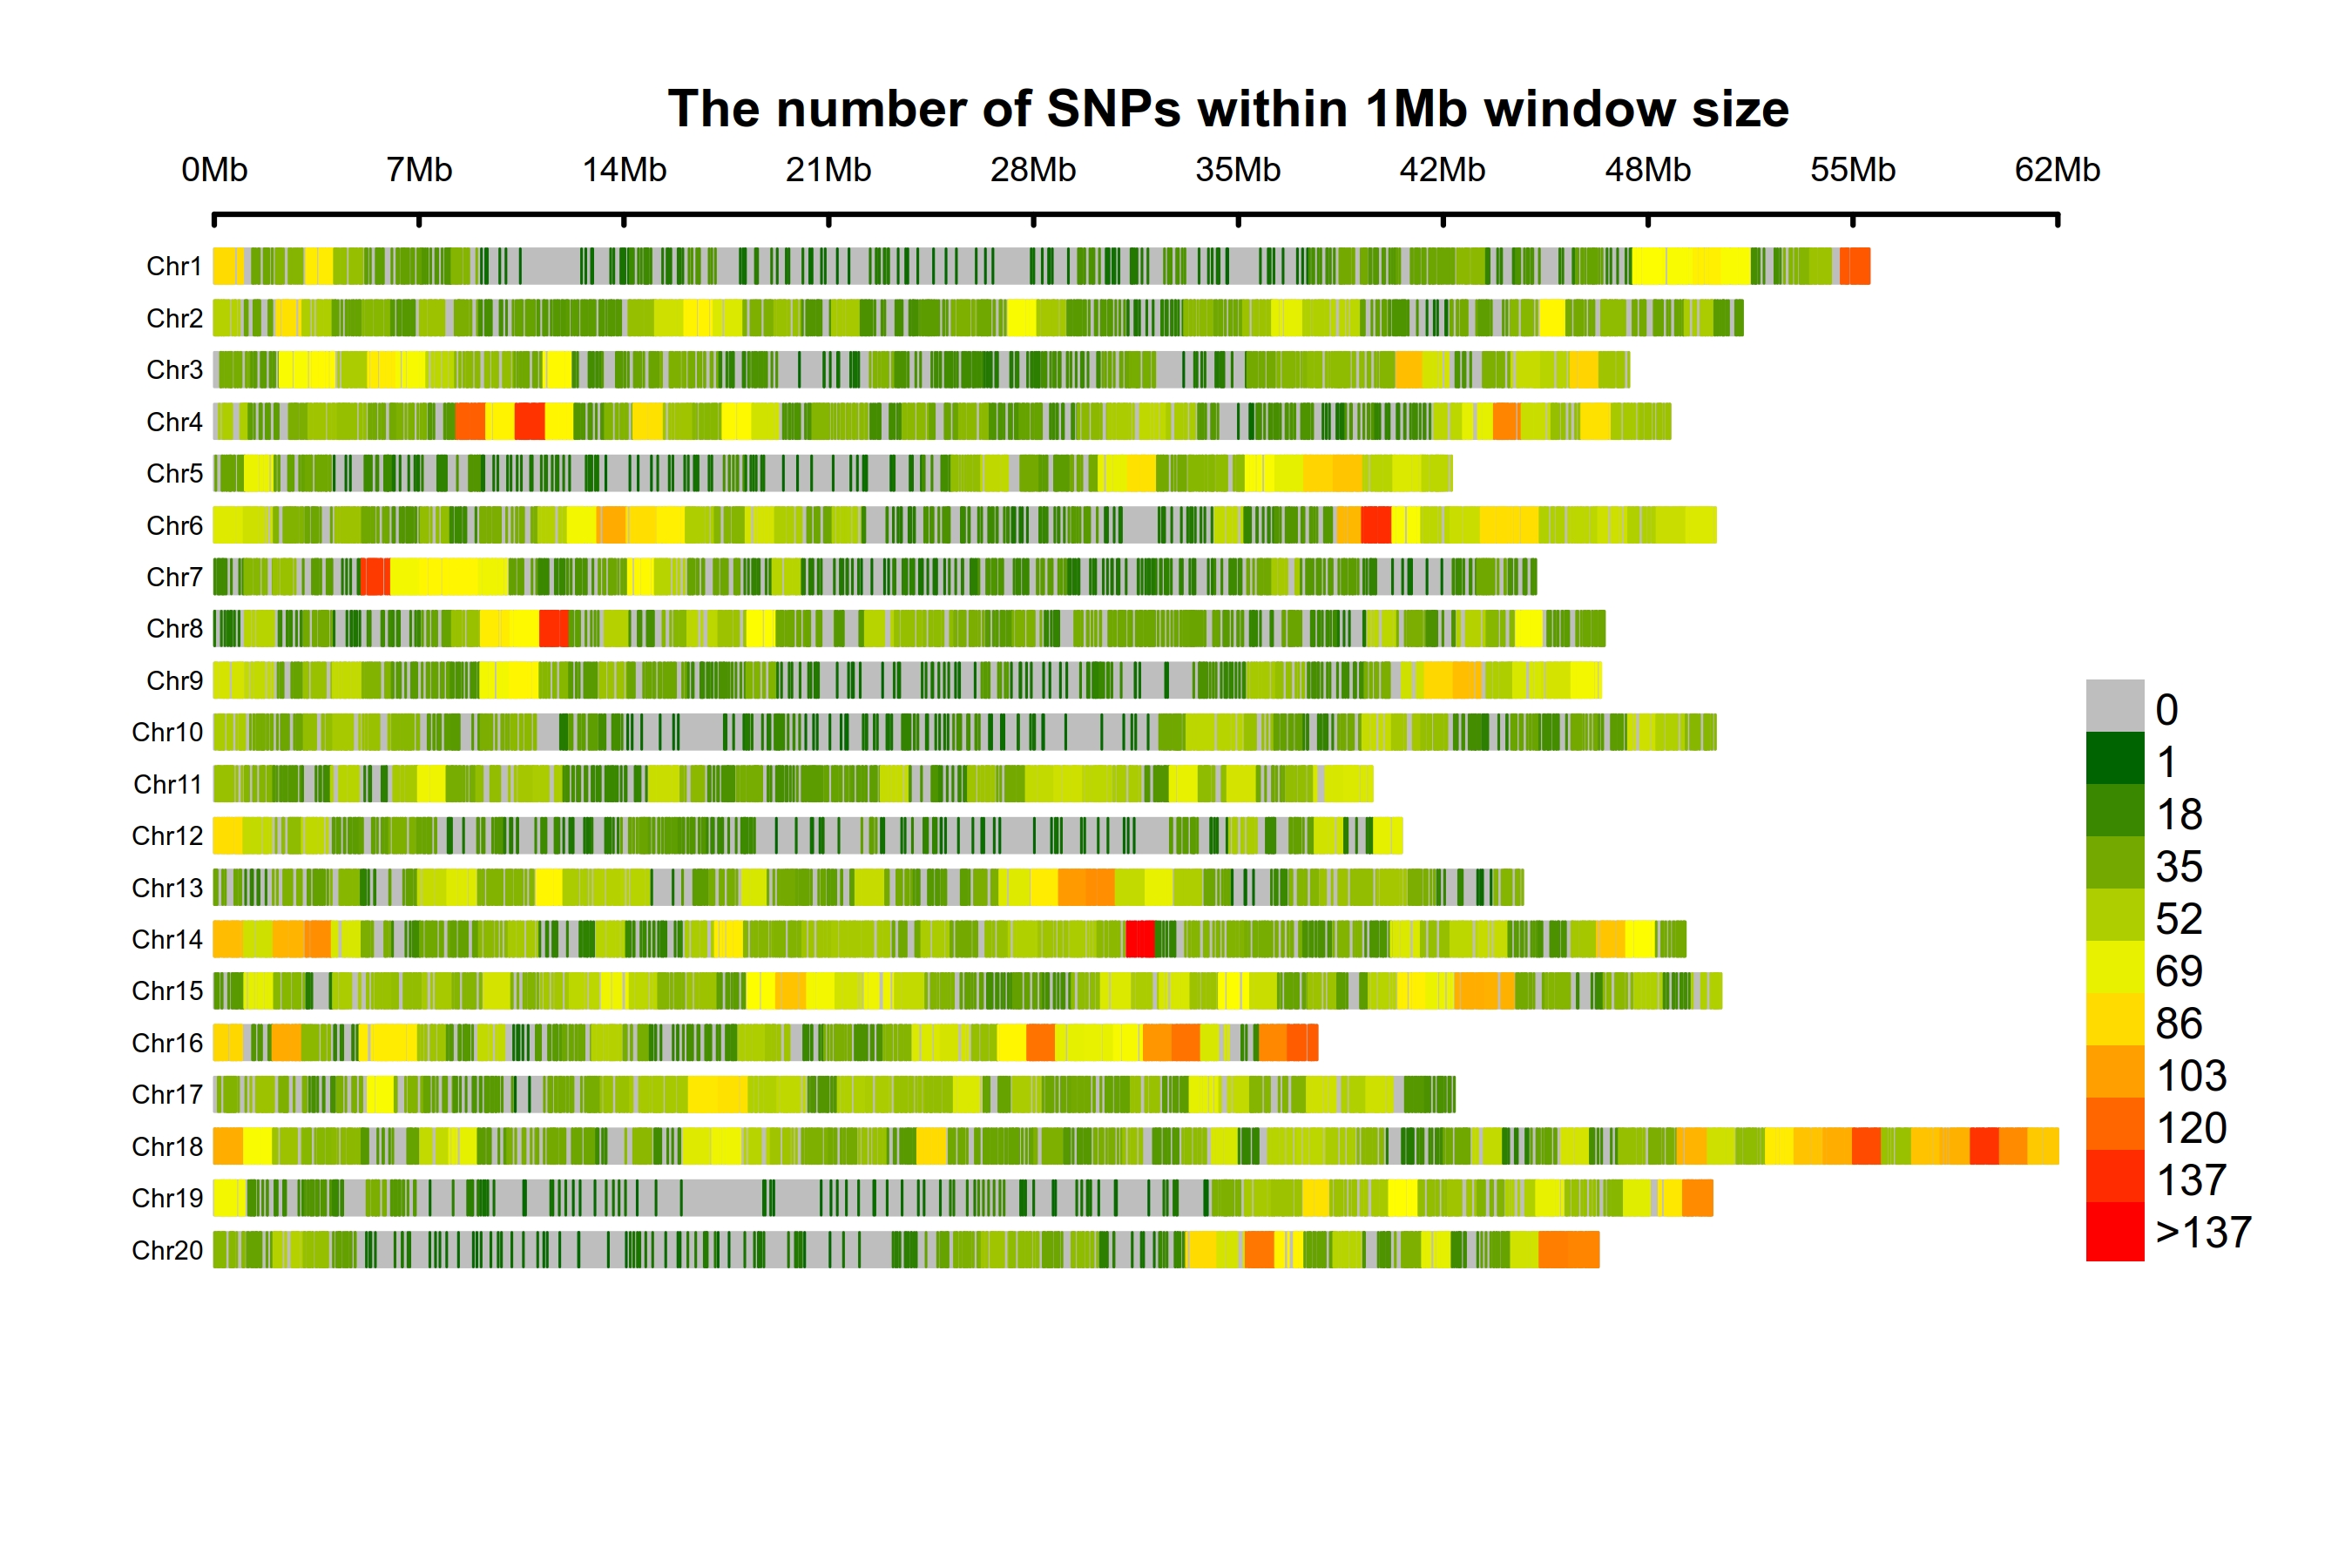 The number of SNPs within 1Mb window size
0Mb 7Mb 14Mb 21Mb 28Mb 35Mb 42Mb 48Mb 55Mb 62Mb
Chr1
Chr2
Chr3
Chr4
Chr5
Chr6
Chr7
Chr8
Chr9
Chr10
Chr11
Chr12
Chr13
Chr14
Chr15
Chr16
Chr17
Chr18
Chr19
Chr20
0
1
18
35
52
69
86
103
120
137
>137